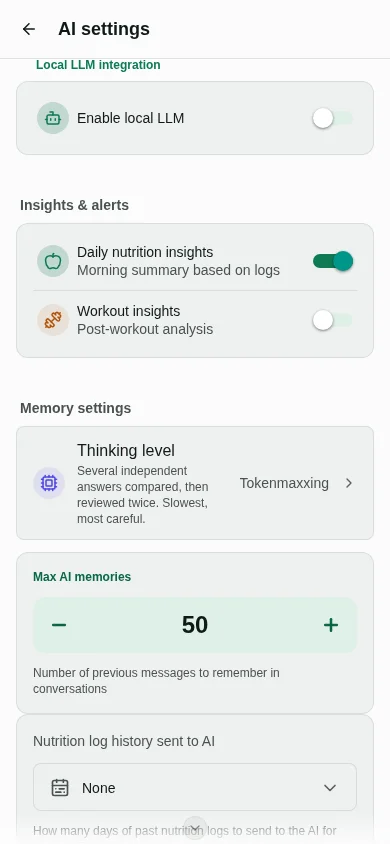 AI settings
Local LLM integration
Enable local LLM
Insights & alerts
Daily nutrition insights
Morning summary based on logs
Workout insights
Post-workout analysis
Memory settings
Thinking level
Several independent
answers compared, then
reviewed twice. Slowest,
most careful.
Tokenmaxxing
Max AI memories
50
Number of previous messages to remember in
conversations
Nutrition log history sent to AI
None
How many days of past nutrition logs to send to the AI for